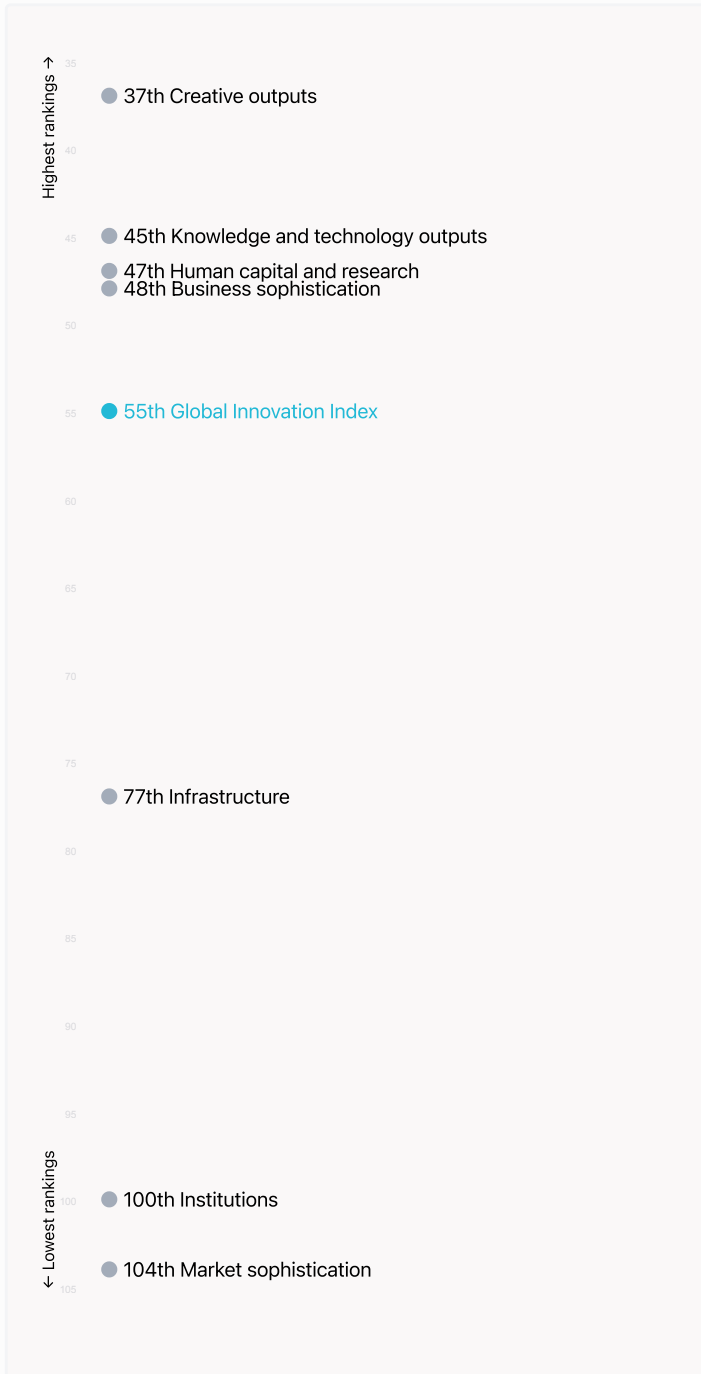 Highest rankings →
35
37th Creative outputs
40
45
45th Knowledge and technology outputs
47th Human capital and research
48th Business sophistication
50
55
55th Global Innovation Index
60
65
70
75
77th Infrastructure
80
85
90
95
← Lowest rankings
100
100th Institutions
104th Market sophistication
105